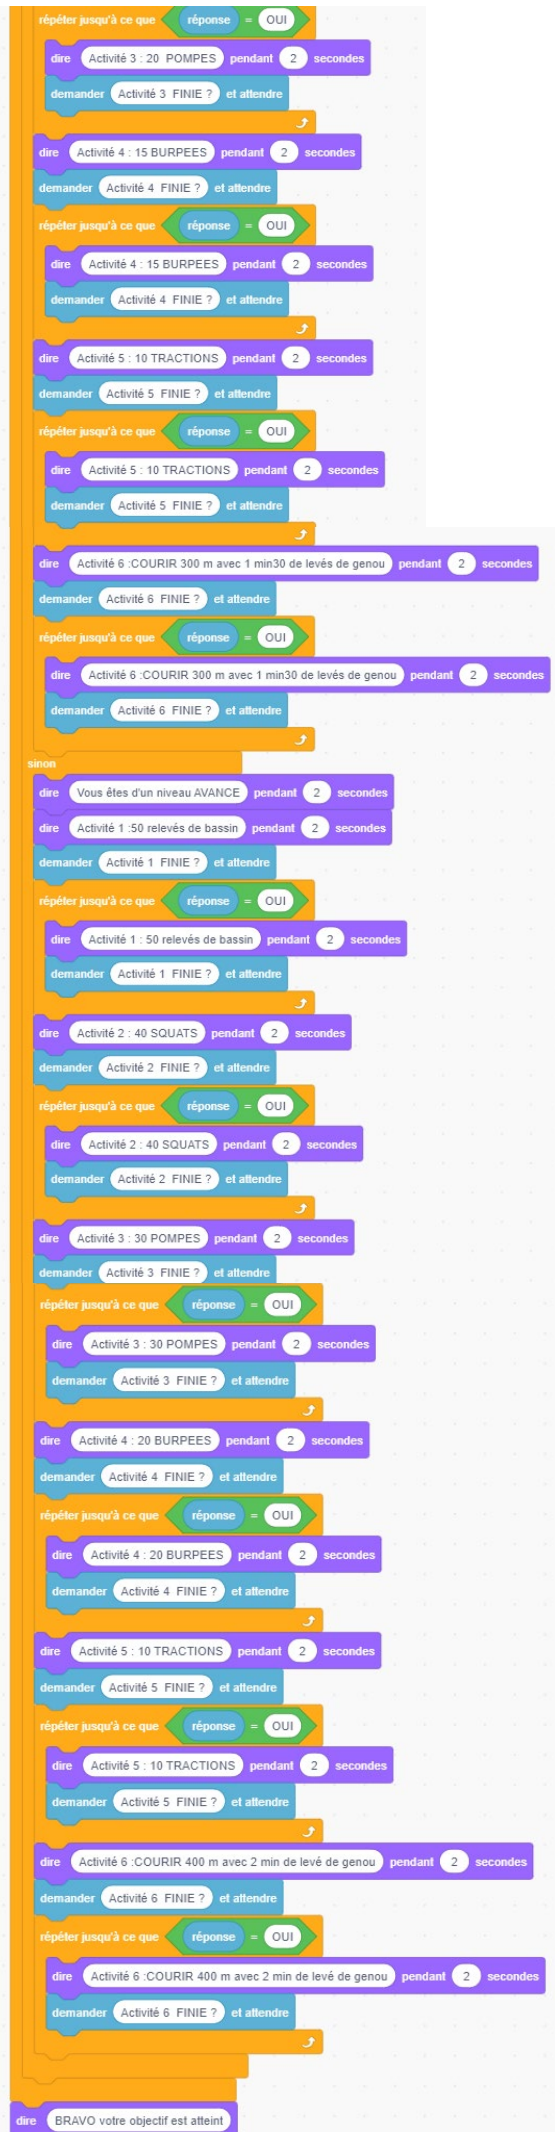 répéter jusqu'à ce que réponse = OUI
dire Activité 3 : 20 POMPES pendant 2 secondes
demander Activité 3 FINIE ? et attendre
dire Activité 4 : 15 BURPEES pendant 2 secondes
demander Activité 4 FINIE ? et attendre
répéter jusqu'à ce que réponse = OUI
dire Activité 4 : 15 BURPEES pendant 2 secondes
demander Activité 4 FINIE ? et attendre
dire Activité 5 : 10 TRACTIONS pendant 2 secondes
demander Activité 5 FINIE ? et attendre
répéter jusqu'à ce que réponse = OUI
dire Activité 5 : 10 TRACTIONS pendant 2 secondes
demander Activité 5 FINIE ? et attendre
dire Activité 6 :COURIR 300 m avec 1 min30 de levés de genou pendant 2 secondes
demander Activité 6 FINIE ? et attendre
répéter jusqu'à ce que réponse = OUI
dire Activité 6 :COURIR 300 m avec 1 min30 de levés de genou pendant 2 secondes
demander Activité 6 FINIE ? et attendre
sinon
dire Vous êtes d'un niveau AVANCE pendant 2 secondes
dire Activité 1 :50 relevés de bassin pendant 2 secondes
demander Activité 1 FINIE ? et attendre
répéter jusqu'à ce que réponse = OUI
dire Activité 1 : 50 relevés de bassin pendant 2 secondes
demander Activité 1 FINIE ? et attendre
dire Activité 2 : 40 SQUATS pendant 2 secondes
demander Activité 2 FINIE ? et attendre
répéter jusqu'à ce que réponse = OUI
dire Activité 2 : 40 SQUATS pendant 2 secondes
demander Activité 2 FINIE ? et attendre
dire Activité 3 : 30 POMPES pendant 2 secondes
demander Activité 3 FINIE ? et attendre
répéter jusqu'à ce que réponse = OUI
dire Activité 3 : 30 POMPES pendant 2 secondes
demander Activité 3 FINIE ? et attendre
dire Activité 4 : 20 BURPEES pendant 2 secondes
demander Activité 4 FINIE ? et attendre
répéter jusqu'à ce que réponse = OUI
dire Activité 4 : 20 BURPEES pendant 2 secondes
demander Activité 4 FINIE ? et attendre
dire Activité 5 : 10 TRACTIONS pendant 2 secondes
demander Activité 5 FINIE ? et attendre
répéter jusqu'à ce que réponse = OUI
dire Activité 5 : 10 TRACTIONS pendant 2 secondes
demander Activité 5 FINIE ? et attendre
dire Activité 6 :COURIR 400 m avec 2 min de levé de genou pendant 2 secondes
demander Activité 6 FINIE ? et attendre
répéter jusqu'à ce que réponse = OUI
dire Activité 6 :COURIR 400 m avec 2 min de levé de genou pendant 2 secondes
demander Activité 6 FINIE ? et attendre
dire BRAVO votre objectif est atteint